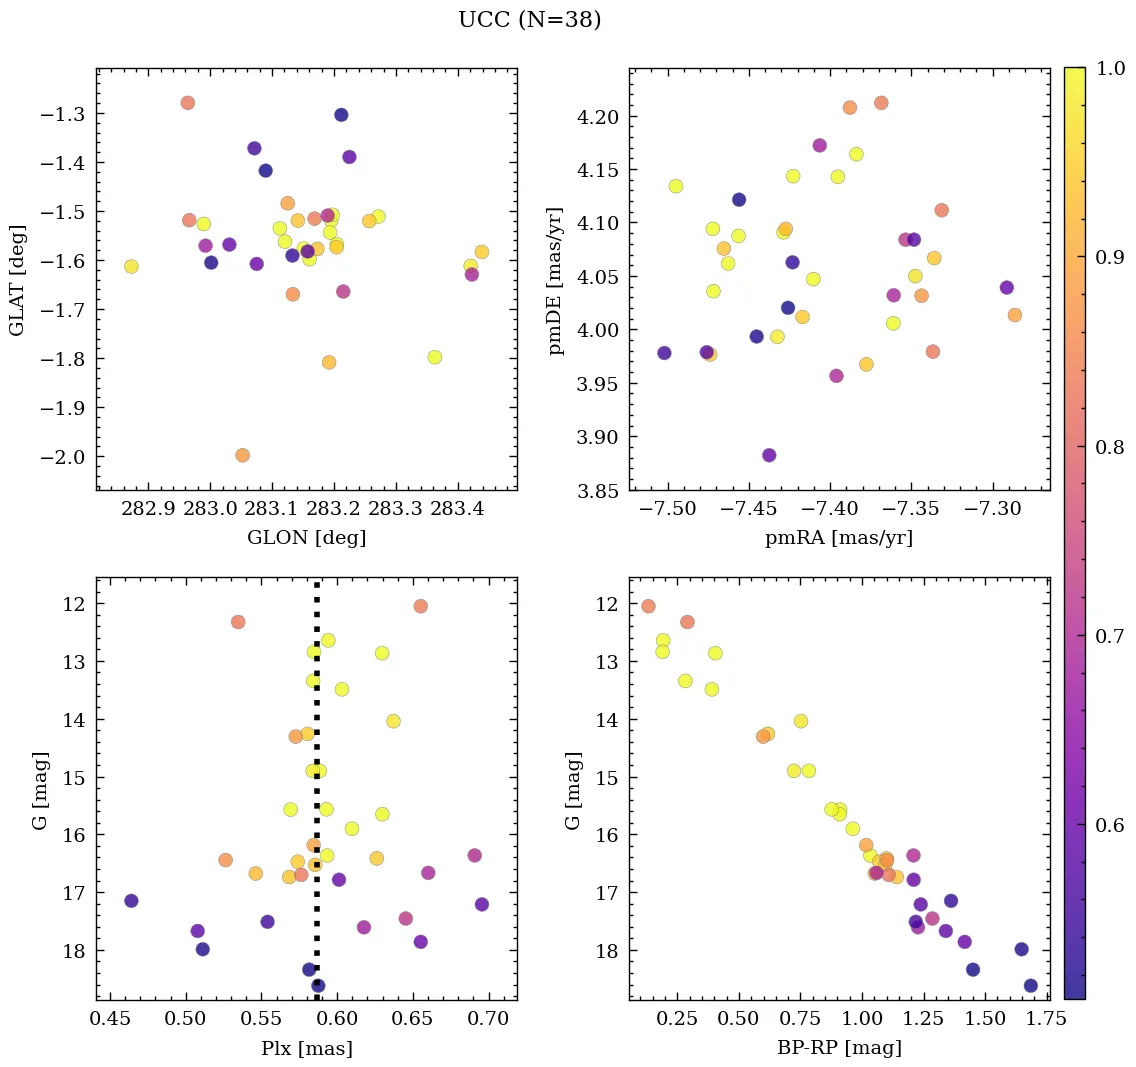 UCC (N=38)
−1.3
−1.4
−1.5
−1.6
−1.7
−1.8
−1.9
−2.0
GLAT [deg]
282.9 283.0 283.1 283.2 283.3 283.4
GLON [deg]
4.20
4.15
4.10
4.05
4.00
3.95
3.90
3.85
pmDE [mas/yr]
−7.50 −7.45 −7.40 −7.35 −7.30
pmRA [mas/yr]
1.0
0.9
0.8
0.7
0.6
12
13
14
15
16
17
18
G [mag]
0.45 0.50 0.55 0.60 0.65 0.70
Plx [mas]
12
13
14
15
16
17
18
G [mag]
0.25 0.50 0.75 1.00 1.25 1.50 1.75
BP-RP [mag]